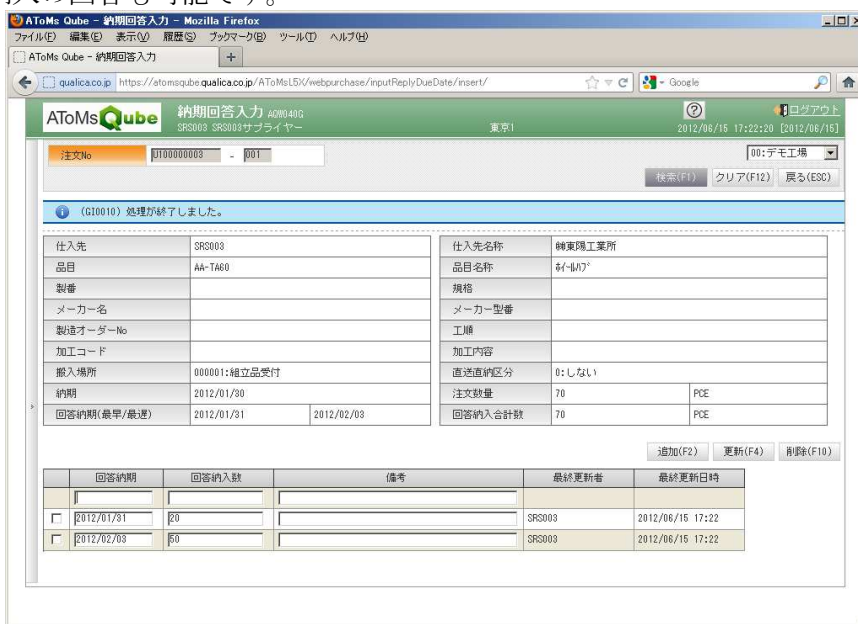 AToMs Qube - 納期回答入力 - Mozilla Firefox
ファイル(F) 編集(E) 表示(V) 履歴(S) ブックマーク(B) ツール(T) ヘルプ(H)
AToMs Qube - 納期回答入力 +
qualica.co.jp https://atomsqube.qualica.co.jp/AToMsL5X/webpurchase/inputReplyDueDate/insert/ Google
AToMs Qube 納期回答入力 AQW040G ? ログアウト
SRS003 SRS003サプライヤー 東京1 2012/06/15 17:22:20 [2012/06/15]
注文No U100000003 - 001 00:デモ工場
検索(F1) クリア(F12) 戻る(ESC)
(GI0010) 処理が終了しました。
仕入先 SRS003 仕入先名称 ㈱東陽工業所
品目 AA-TA60 品目名称 ホイールハブ
製番 規格
メーカー名 メーカー型番
製造オーダーNo 工順
加工コード 加工内容
搬入場所 000001:組立品受付 直送直納区分 0:しない
納期 2012/01/30 注文数量 70 PCE
回答納期(最早/最遅) 2012/01/31 2012/02/03 回答納入合計数 70 PCE
追加(F2) 更新(F4) 削除(F10)
回答納期 回答納入数 備考 最終更新者 最終更新日時
2012/01/31 20 SRS003 2012/06/15 17:22
2012/02/03 50 SRS003 2012/06/15 17:22